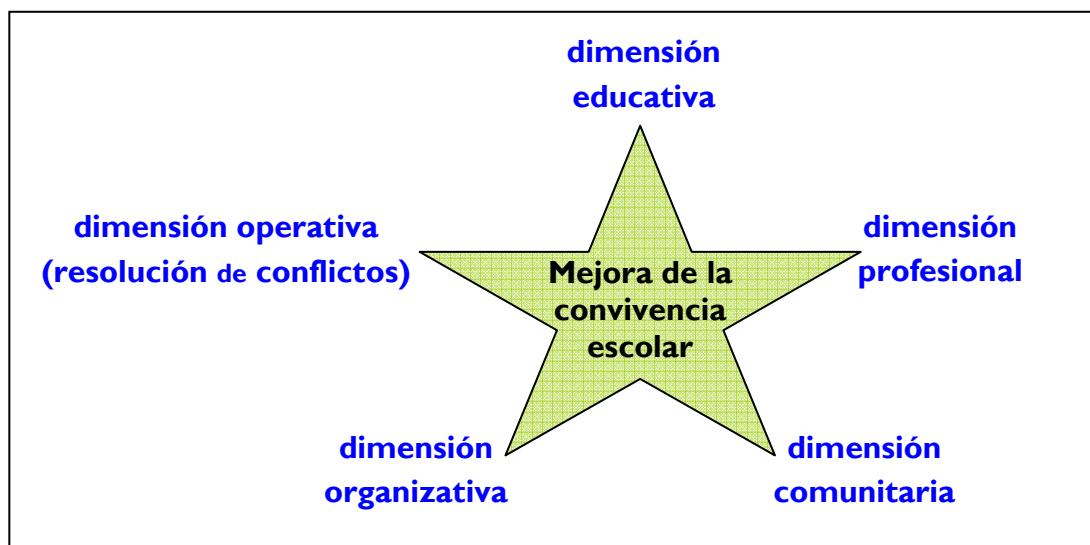 dimensión
educativa
dimensión operativa
(resolución de conflictos)
dimensión
profesional
Mejora de la
convivencia
escolar
dimensión
organizativa
dimensión
comunitaria